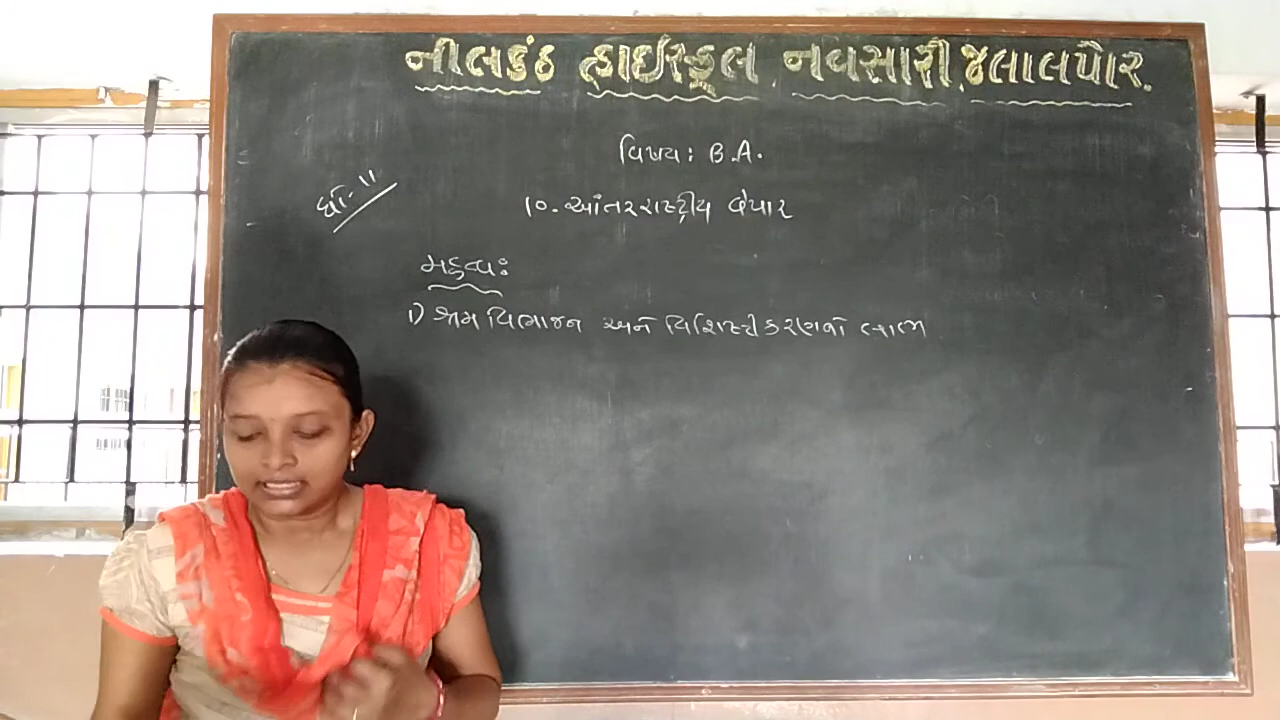 નીલકંઠ હાઈસ્કૂલ નવસારી, જલાલપોર.
વિષય: B.A.
ધો-11
10. આંતરરાષ્ટ્રીય વેપાર
મહત્ત્વ:
1) શ્રમ વિભાજન અને વિશિષ્ટીકરણનો લાભ